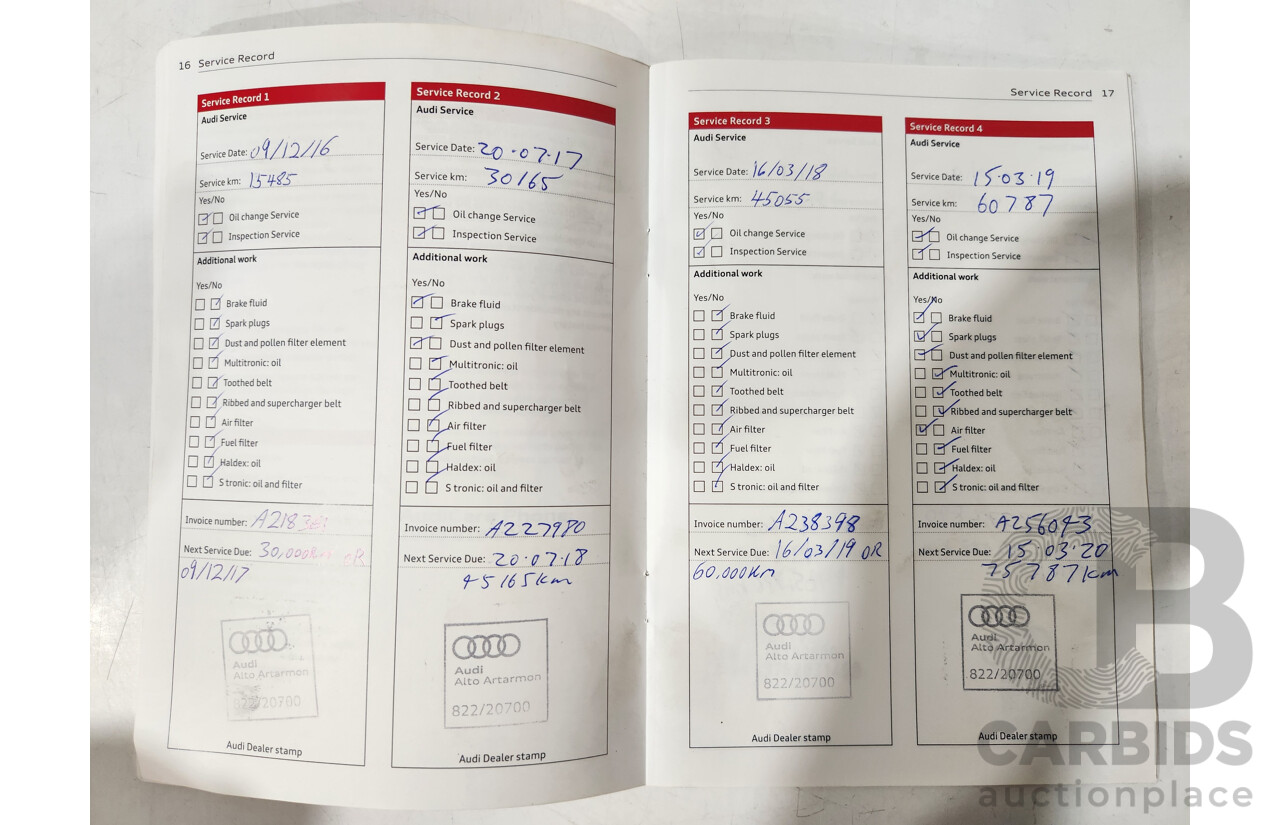 16 Service Record
Service Record 1
Audi Service
Service Date: 09/12/16
Service km: 15485
Yes/No
Oil change Service
Inspection Service
Additional work
Yes/No
Brake fluid
Spark plugs
Dust and pollen filter element
Multitronic: oil
Toothed belt
Ribbed and supercharger belt
Air filter
Fuel filter
Haldex: oil
S tronic: oil and filter
Invoice number: A2183
Next Service Due: 30,000km OR
09/12/17
Audi
Alto Artarmon
822/20700
Audi Dealer stamp
Service Record 2
Audi Service
Service Date: 20.07.17
Service km: 30165
Yes/No
Oil change Service
Inspection Service
Additional work
Yes/No
Brake fluid
Spark plugs
Dust and pollen filter element
Multitronic: oil
Toothed belt
Ribbed and supercharger belt
Air filter
Fuel filter
Haldex: oil
S tronic: oil and filter
Invoice number: A227980
Next Service Due: 20.07.18
45165km
Audi
Alto Artarmon
822/20700
Audi Dealer stamp
Service Record 17
Service Record 3
Audi Service
Service Date: 16/03/18
Service km: 45055
Yes/No
Oil change Service
Inspection Service
Additional work
Yes/No
Brake fluid
Spark plugs
Dust and pollen filter element
Multitronic: oil
Toothed belt
Ribbed and supercharger belt
Air filter
Fuel filter
Haldex: oil
S tronic: oil and filter
Invoice number: A238398
Next Service Due: 16/03/19 OR
60,000km
Audi
Alto Artarmon
822/20700
Audi Dealer stamp
Service Record 4
Audi Service
Service Date: 15.03.19
Service km: 60787
Yes/No
Oil change Service
Inspection Service
Additional work
Yes/No
Brake fluid
Spark plugs
Dust and pollen filter element
Multitronic: oil
Toothed belt
Ribbed and supercharger belt
Air filter
Fuel filter
Haldex: oil
S tronic: oil and filter
Invoice number: A256043
Next Service Due: 15.03.20
75787km
Audi
Alto Artarmon
822/20700
Audi Dealer stamp
B
CARBIDS
auctionplace